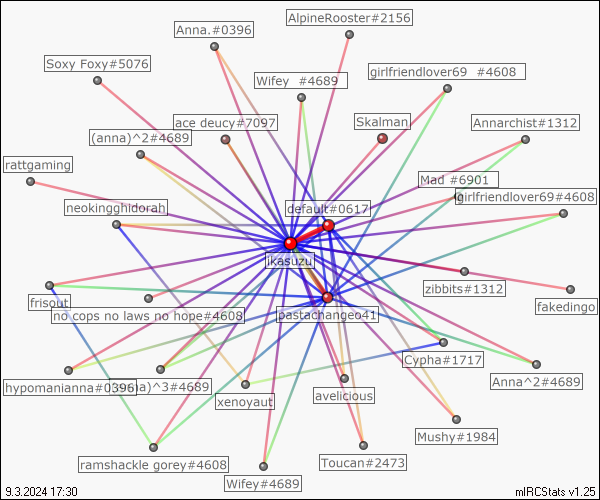 AlpineRooster#2156
Anna.#0396
Soxy Foxy#5076
girlfriendlover69 #4608
Wifey #4689
ace deucy#7097
Skalman
Annarchist#1312
(anna)^2#4689
rattgaming
Mad #6901
girlfriendlover69#4608
neokingghidorah
default#0617
jkasuzu
zibbits#1312
fakedingo
frisout
no cops no laws no hope#4608
pastachangeo41
Cypha#1717
hypomanianna#0396
)^3#4689
Anna^2#4689
xenoyaut
avelicious
Mushy#1984
ramshackle gorey#4608
Toucan#2473
Wifey#4689
9.3.2024 17:30
mIRCStats v1.25